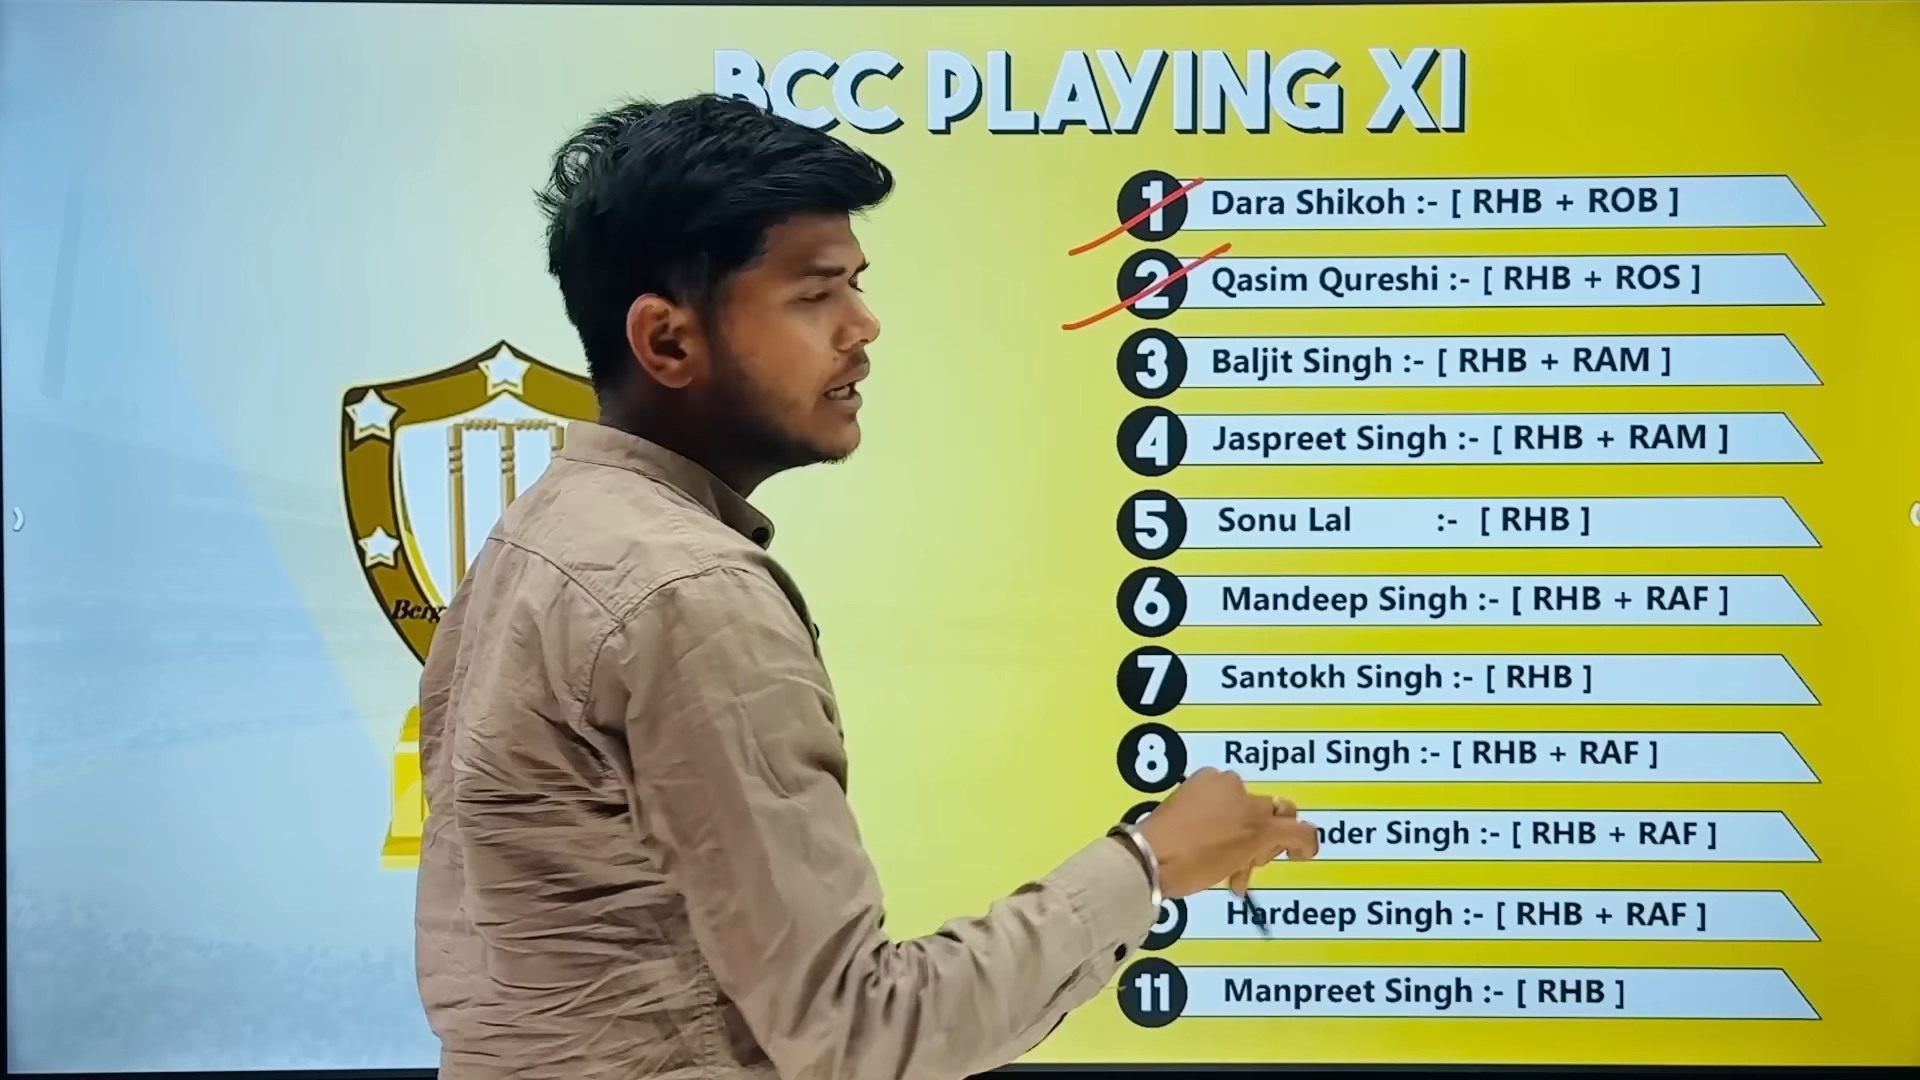 BCC PLAYING XI
1 Dara Shikoh :- [ RHB + ROB ]
2 Qasim Qureshi :- [ RHB + ROS ]
3 Baljit Singh :- [ RHB + RAM ]
4 Jaspreet Singh :- [ RHB + RAM ]
5 Sonu Lal :- [ RHB ]
6 Mandeep Singh :- [ RHB + RAF ]
7 Santokh Singh :- [ RHB ]
8 Rajpal Singh :- [ RHB + RAF ]
Singh :- [ RHB + RAF ]
Hardeep Singh :- [ RHB + RAF ]
11 Manpreet Singh :- [ RHB ]